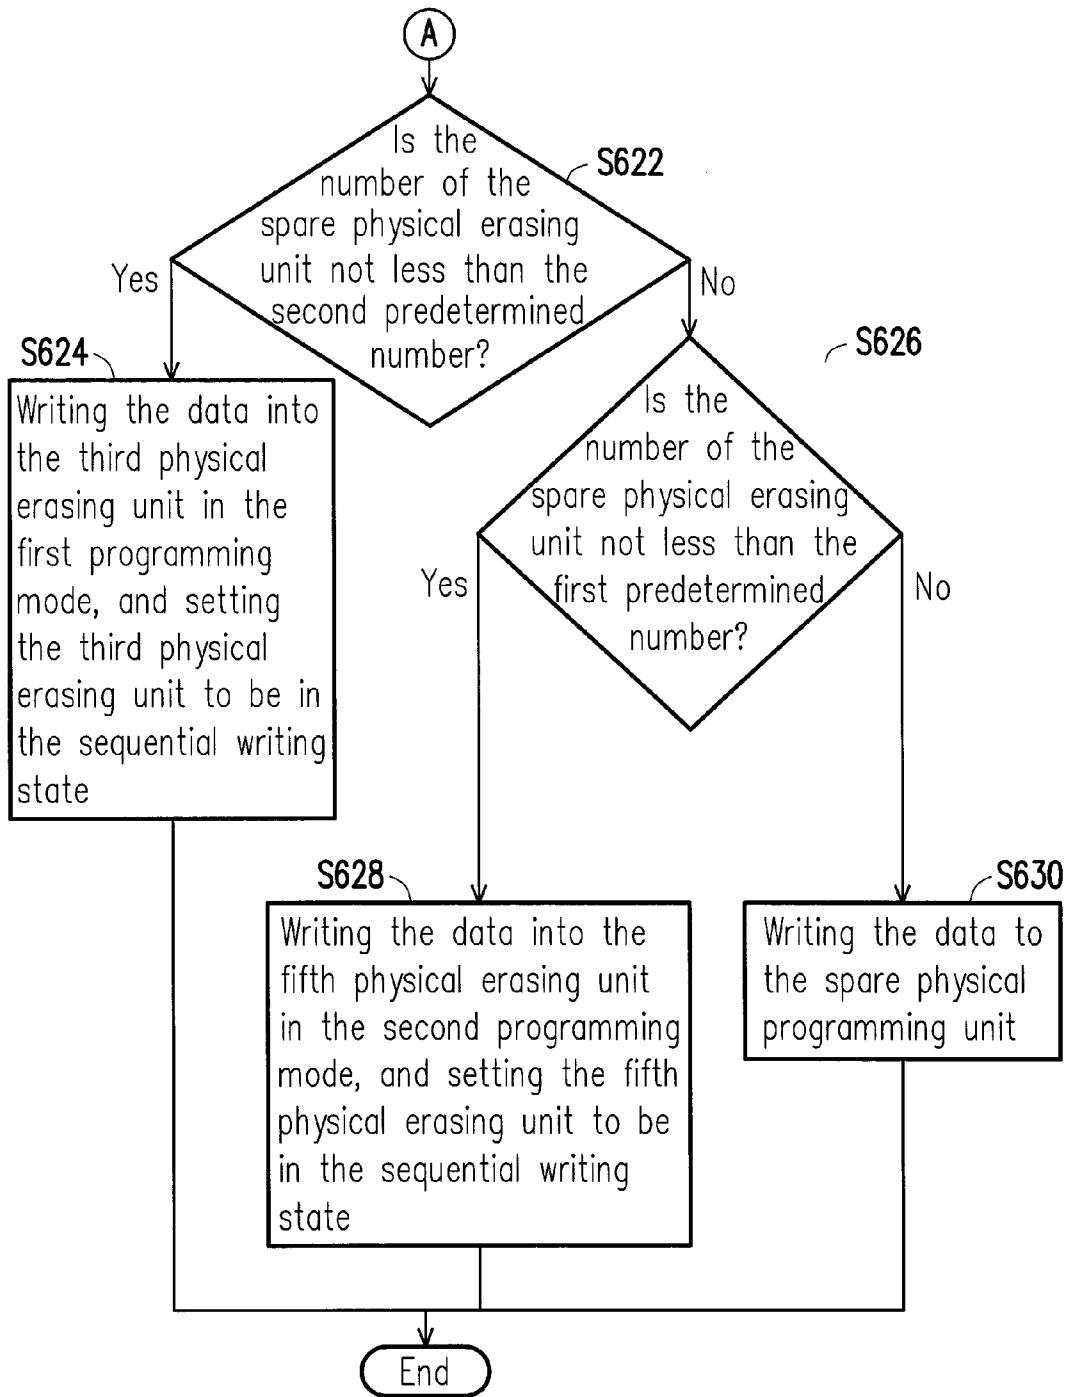 A
Is the
number of the
spare physical erasing
unit not less than the
second predetermined
number?
S622
Yes
No
S624
Writing the data into
the third physical
erasing unit in the
first programming
mode, and setting
the third physical
erasing unit to be in
the sequential writing
state
S626
Is the
number of the
spare physical erasing
unit not less than the
first predetermined
number?
Yes
No
S628
Writing the data into the
fifth physical erasing unit
in the second programming
mode, and setting the fifth
physical erasing unit to be
in the sequential writing
state
S630
Writing the data to
the spare physical
programming unit
End